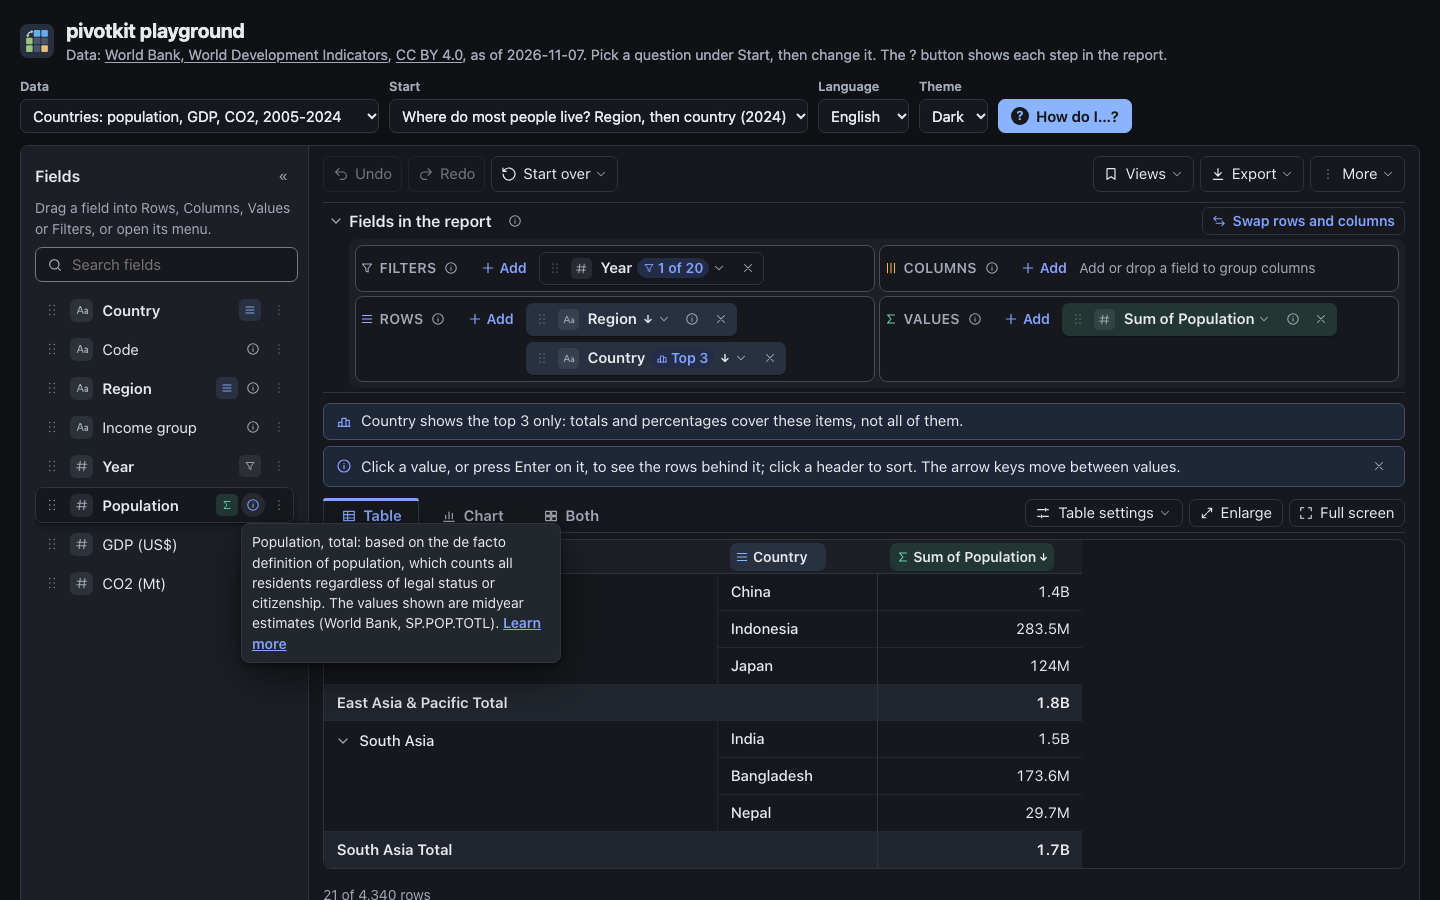 pivotkit playground
Data: World Bank, World Development Indicators, CC BY 4.0, as of 2026-11-07. Pick a question under Start, then change it. The ? button shows each step in the report.
Data
Start
Language
Theme
Countries: population, GDP, CO2, 2005-2024
Where do most people live? Region, then country (2024)
English
Dark
? How do I...?
Fields
«
Drag a field into Rows, Columns, Values
or Filters, or open its menu.
Search fields
Aa Country
Aa Code
Aa Region
Aa Income group
# Year
# Population Σ
# GDP (US$)
# CO2 (Mt)
Undo
Redo
Start over
Views
Export
More
Fields in the report
Swap rows and columns
FILTERS
+ Add
# Year 1 of 20
COLUMNS
+ Add
Add or drop a field to group columns
ROWS
+ Add
Aa Region ↓
Aa Country Top 3 ↓
Σ VALUES
+ Add
# Sum of Population
Country shows the top 3 only: totals and percentages cover these items, not all of them.
Click a value, or press Enter on it, to see the rows behind it; click a header to sort. The arrow keys move between values.
Table
Chart
Both
Table settings
Enlarge
Full screen
Population, total: based on the de facto
definition of population, which counts all
residents regardless of legal status or
citizenship. The values shown are midyear
estimates (World Bank, SP.POP.TOTL). Learn
more
Country
Σ Sum of Population ↓
China 1.4B
Indonesia 283.5M
Japan 124M
East Asia & Pacific Total 1.8B
South Asia
India 1.5B
Bangladesh 173.6M
Nepal 29.7M
South Asia Total 1.7B
21 of 4,340 rows